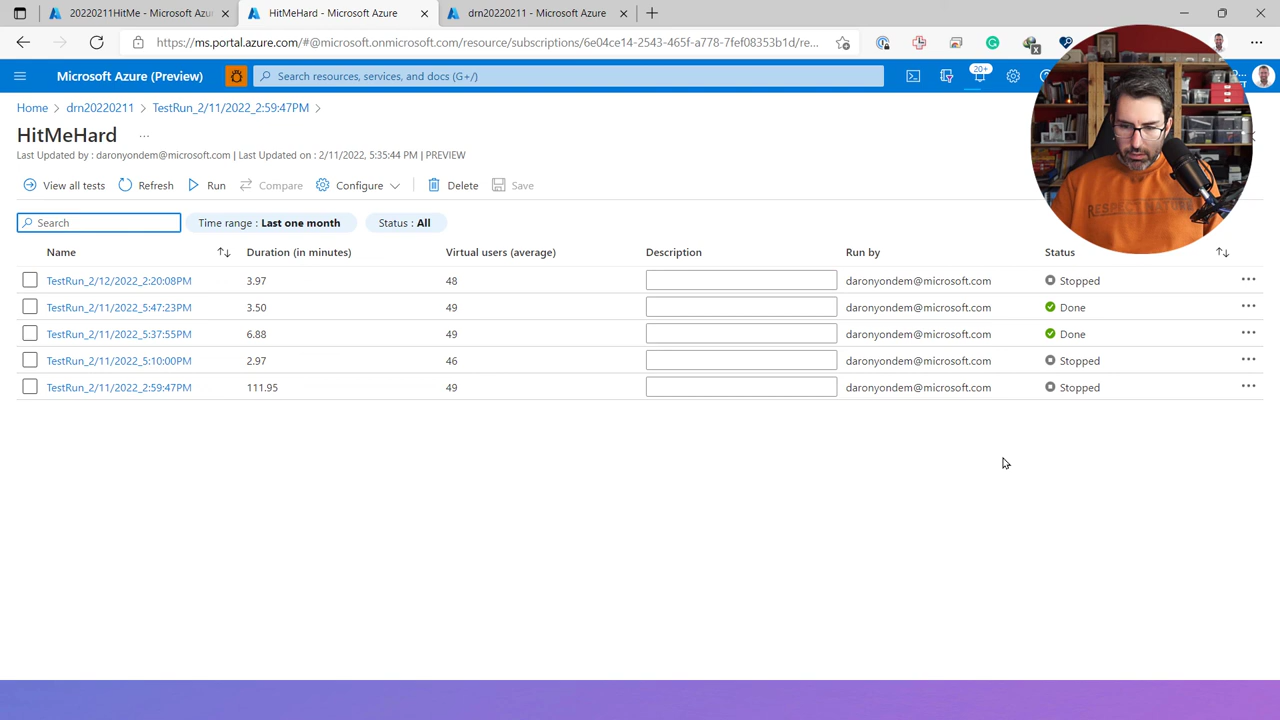 20220211HitMe - Microsoft Azu
HitMeHard - Microsoft Azure
drn20220211 - Microsoft Azure
https://ms.portal.azure.com/#@microsoft.onmicrosoft.com/resource/subscriptions/6e04ce14-2543-465f-a778-7fef08353b1d/re...
Microsoft Azure (Preview)
Search resources, services, and docs (G+/)
20+
Home > drn20220211 > TestRun_2/11/2022_2:59:47PM >
HitMeHard ...
Last Updated by : daronyondem@microsoft.com | Last Updated on : 2/11/2022, 5:35:44 PM | PREVIEW
View all tests Refresh Run Compare Configure Delete Save
Search Time range : Last one month Status : All
Name Duration (in minutes) Virtual users (average) Description Run by Status
TestRun_2/12/2022_2:20:08PM 3.97 48 daronyondem@microsoft.com Stopped ...
TestRun_2/11/2022_5:47:23PM 3.50 49 daronyondem@microsoft.com Done ...
TestRun_2/11/2022_5:37:55PM 6.88 49 daronyondem@microsoft.com Done ...
TestRun_2/11/2022_5:10:00PM 2.97 46 daronyondem@microsoft.com Stopped ...
TestRun_2/11/2022_2:59:47PM 111.95 49 daronyondem@microsoft.com Stopped ...
RESPECT NATURE